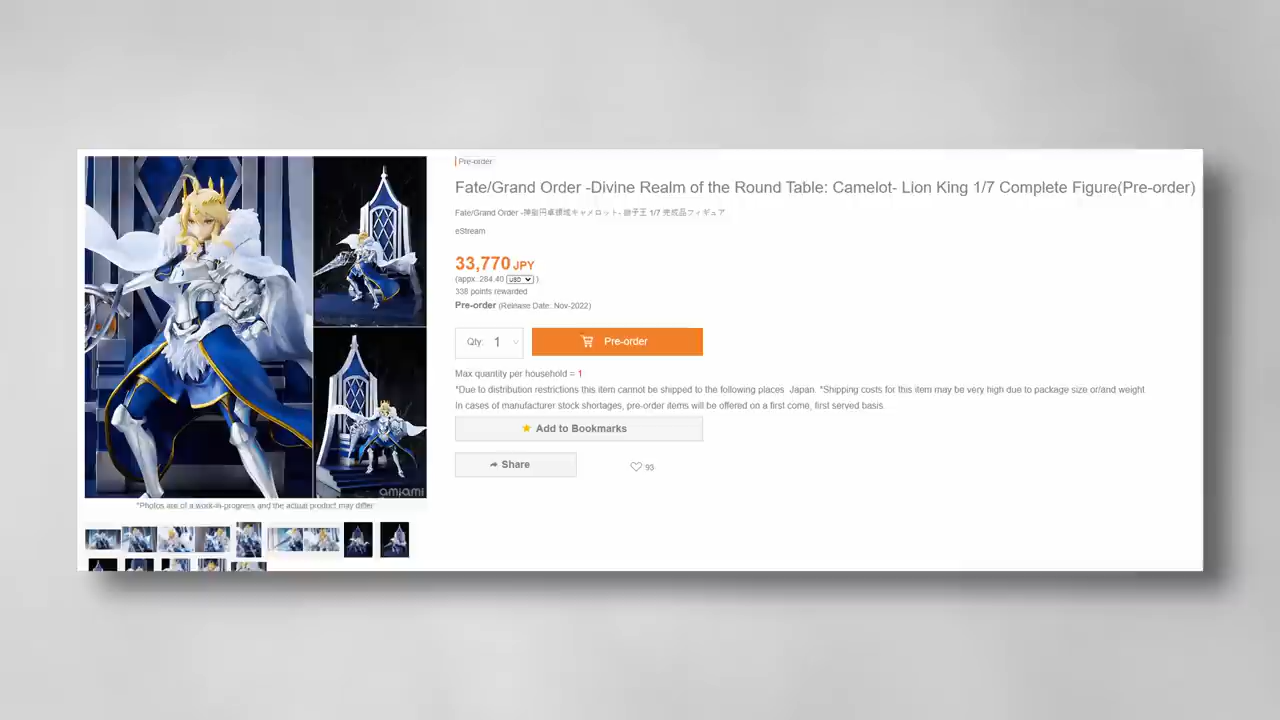 Pre-order
Fate/Grand Order -Divine Realm of the Round Table: Camelot- Lion King 1/7 Complete Figure(Pre-order)
Fate/Grand Order -神聖円卓領域キャメロット- 獅子王 1/7 完成品フィギュア
eStream
33,770 JPY
(appx. 284.40 USD )
338 points rewarded
Pre-order (Release Date: Nov-2022)
Qty: 1
Pre-order
Max quantity per household = 1
*Due to distribution restrictions this item cannot be shipped to the following places: Japan. *Shipping costs for this item may be very high due to package size or/and weight
In cases of manufacturer stock shortages, pre-order items will be offered on a first come, first served basis.
Add to Bookmarks
Share
93
amiami
*Photos are of a work-in-progress and the actual product may differ